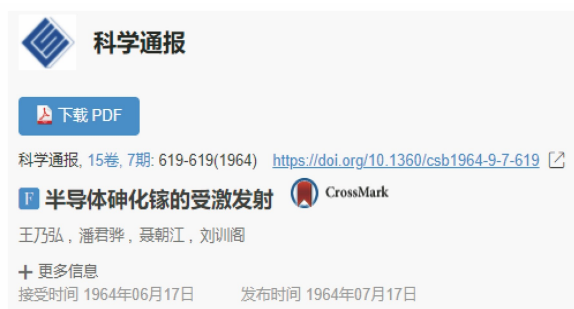 科学通报
下载 PDF
科学通报, 15卷, 7期: 619-619(1964) https://doi.org/10.1360/csb1964-9-7-619
F 半导体砷化镓的受激发射 CrossMark
王乃弘 , 潘君骅 , 聂朝江 , 刘训阁
+ 更多信息
接受时间 1964年06月17日 发布时间 1964年07月17日